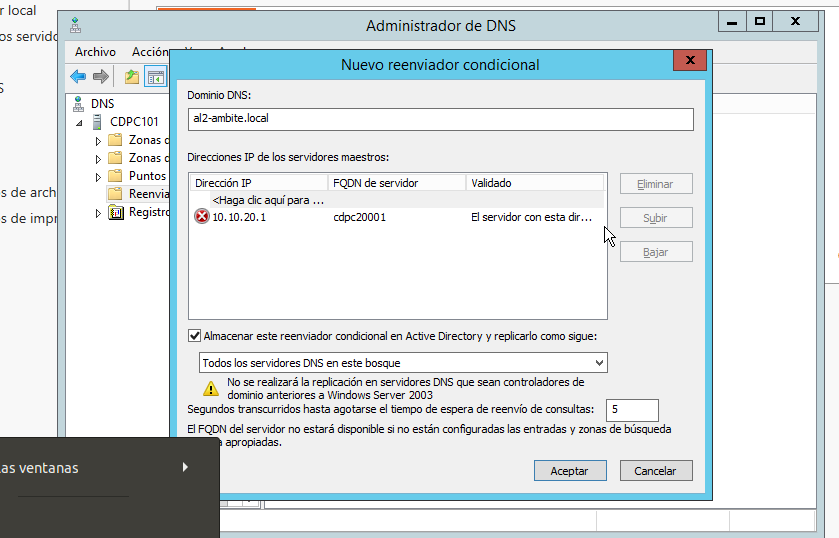 r local
Administrador de DNS
os servido
Archivo Acción
Nuevo reenviador condicional
S
DNS
Dominio DNS:
CDPC101
al2-ambite.local
Zonas d
Zonas d
Direcciones IP de los servidores maestros:
Puntos
Dirección IP FQDN de servidor Validado
Eliminar
s de arch
Reenvia
<Haga clic aquí para ...
s de impr
Registro
10.10.20.1 cdpc20001 El servidor con esta dir...
Subir
Bajar
Almacenar este reenviador condicional en Active Directory y replicarlo como sigue:
Todos los servidores DNS en este bosque
No se realizará la replicación en servidores DNS que sean controladores de
dominio anteriores a Windows Server 2003
Segundos transcurridos hasta agotarse el tiempo de espera de reenvío de consultas: 5
El FQDN del servidor no estará disponible si no están configuradas las entradas y zonas de búsqueda
a apropiadas.
as ventanas
Aceptar Cancelar